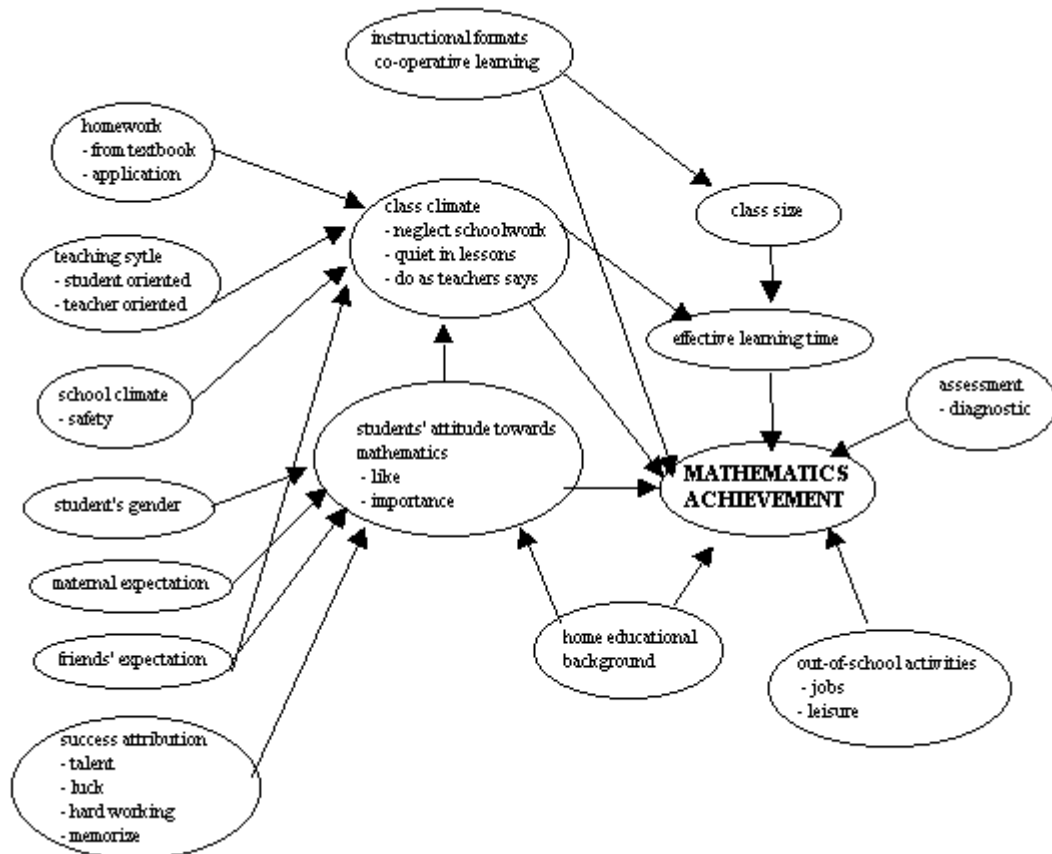 instructional formats
co-operative learning
homework
- from textbook
- application
class climate
- neglect schoolwork
- quiet in lessons
- do as teachers says
class size
teaching sytle
- student oriented
- teacher oriented
effective learning time
school climate
- safety
assessment
- diagnostic
students' attitude towards
mathematics
- like
- importance
MATHEMATICS
ACHIEVEMENT
student's gender
maternal expectation
friends' expectation
home educational
background
out-of-school activities
- jobs
- leisure
success attribution
- talent
- luck
- hard working
- memorize